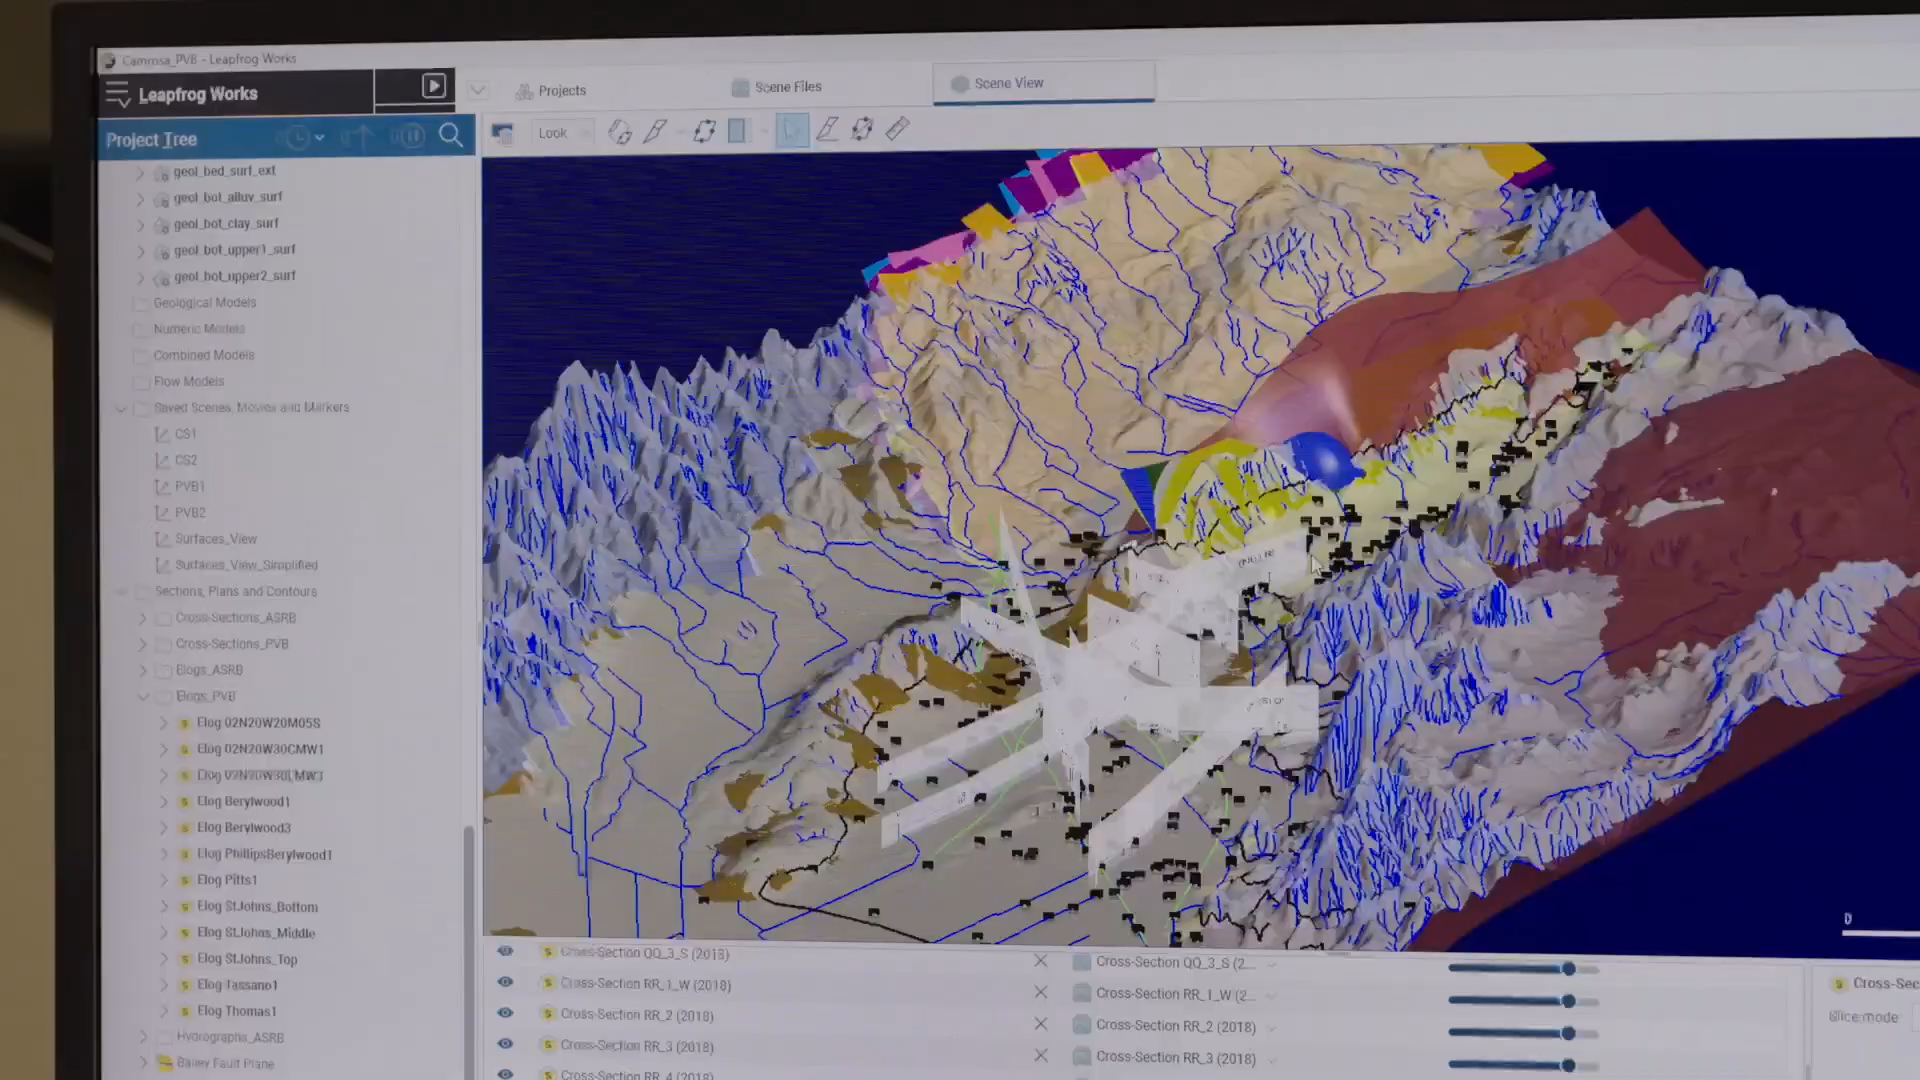 Camrosa_PVB - Leapfrog Works
Leapfrog Works
Projects
Scene Files
Scene View
Project Tree
Look
geol_bed_surf_ext
geol_bot_alluv_surf
geol_bot_clay_surf
geol_bot_upper1_surf
geol_bot_upper2_surf
Geological Models
Numeric Models
Combined Models
Flow Models
Saved Scenes, Movies and Markers
CS1
CS2
PVB1
PVB2
Surfaces_View
Surfaces_View_Simplified
Sections, Plans and Contours
Cross-Sections_ASRB
Cross-Sections_PVB
Elogs_ASRB
Elogs_PVB
Elog 02N20W20M05S
Elog 02N20W30CMW1
Elog Berylwood1
Elog Berylwood3
Elog PhillipsBerylwood1
Elog Pitts1
Elog StJohns_Bottom
Elog StJohns_Middle
Elog StJohns_Top
Elog Tassano1
Elog Thomas1
Hydrographs_ASRB
Bailey Fault Plane
Cross-Section QQ_3_S (2018)
Cross-Section QQ_3_S (2...
Cross-Section RR_1_W (2018)
Cross-Section RR_1_W (2...
Cross-Section RR_2 (2018)
Cross-Section RR_2 (2018)
Cross-Section RR_3 (2018)
Cross-Section RR_3 (2018)
Cross-Section RR_4 (2018)
0
Cross-Sec
Slice mode: